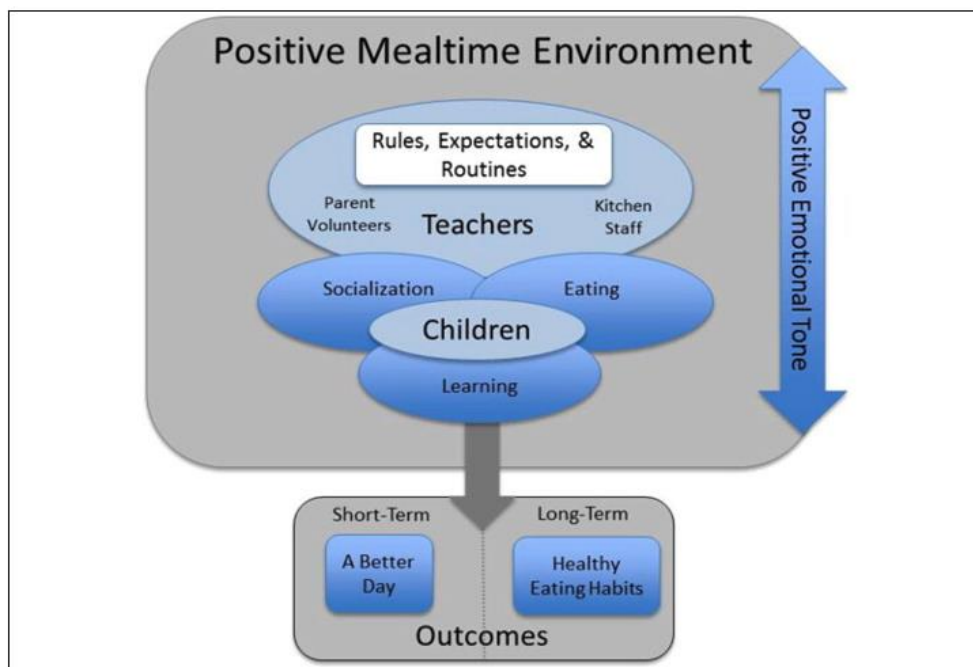 Positive Mealtime Environment
Rules, Expectations, &
Routines
Parent
Volunteers
Teachers
Kitchen
Staff
Socialization
Eating
Children
Learning
Positive Emotional Tone
Short-Term
Long-Term
A Better
Day
Healthy
Eating Habits
Outcomes